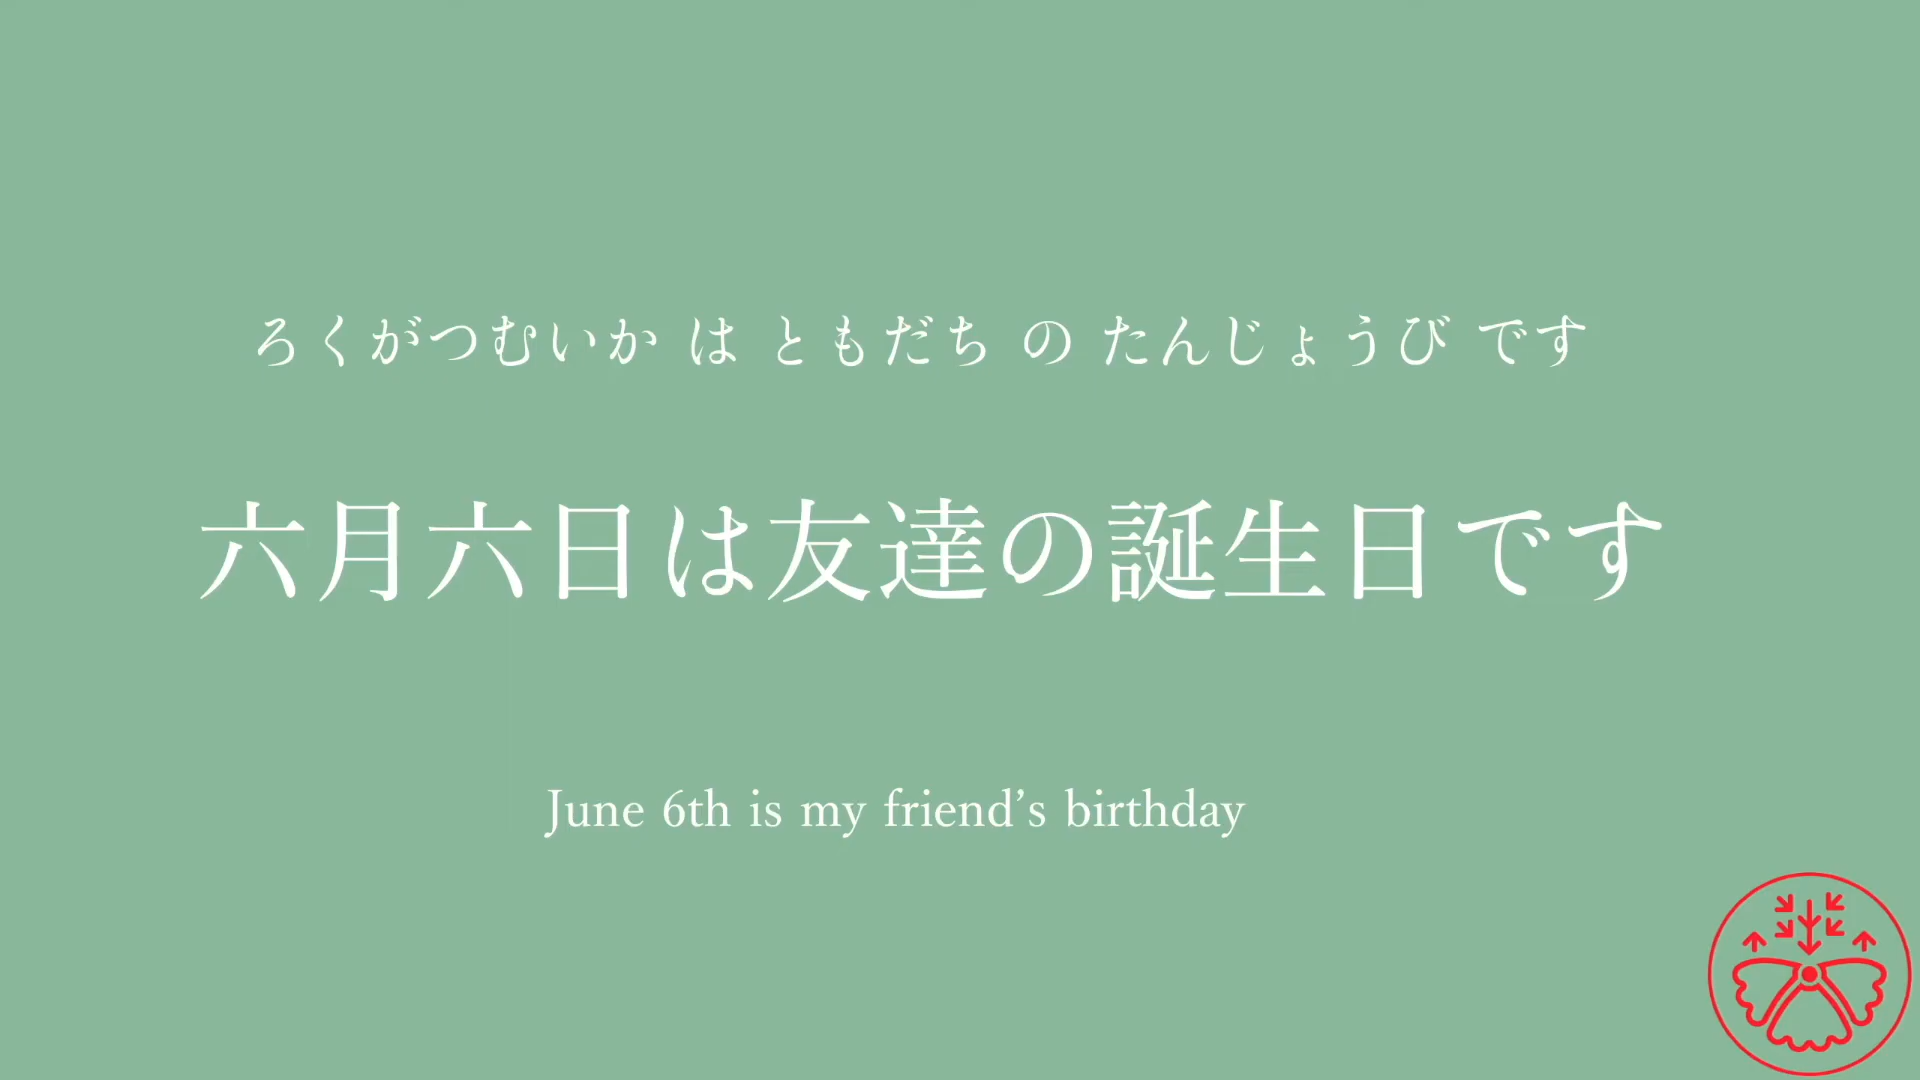 ろくがつむいか は ともだち の たんじょうび です
六月六日は友達の誕生日です
June 6th is my friend’s birthday